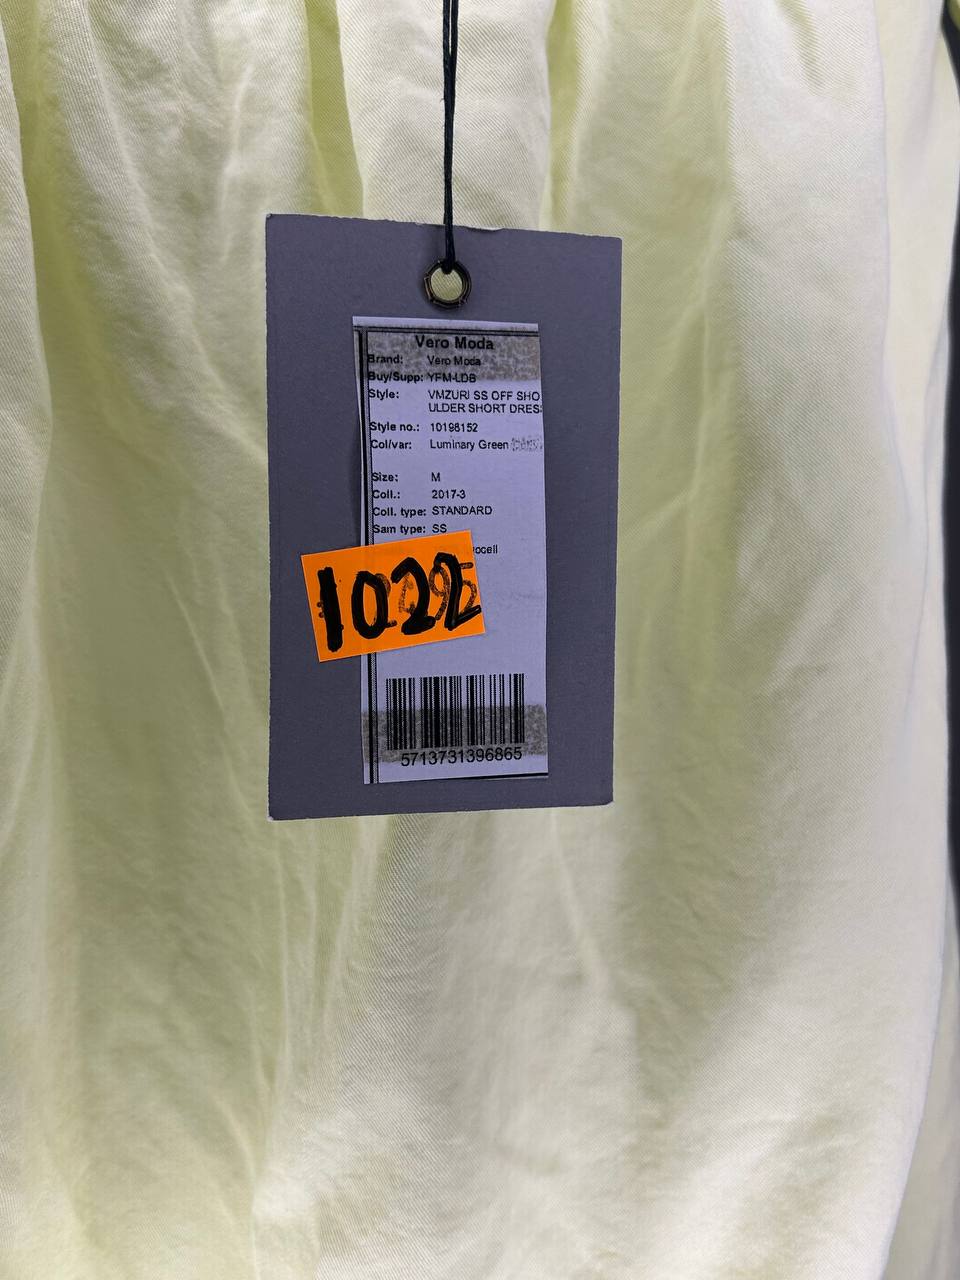 Vero Moda
Brand: Vero Moda
Buy/Supp: YFM-LDB
Style: VMZURI SS OFF SHO
ULDER SHORT DRES
Style no.: 10198152
Col/var: Luminary Green
Size: M
Coll.: 2017-3
Coll. type: STANDARD
Sam type: SS
ocell
1022
5713731396865